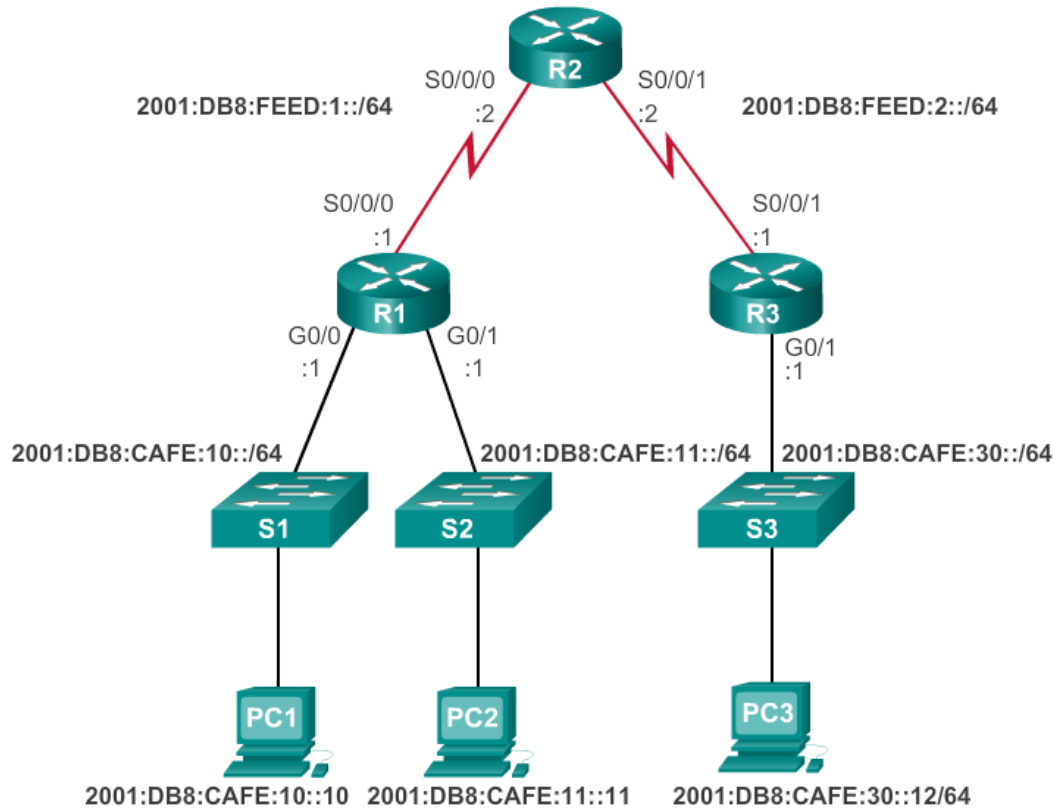 R2
S0/0/0
S0/0/1
2001:DB8:FEED:1::/64
:2
:2
2001:DB8:FEED:2::/64
S0/0/0
:1
S0/0/1
:1
R1
R3
G0/0
:1
G0/1
:1
G0/1
:1
2001:DB8:CAFE:10::/64
2001:DB8:CAFE:11::/64
2001:DB8:CAFE:30::/64
S1
S2
S3
PC1
PC2
PC3
2001:DB8:CAFE:10::10
2001:DB8:CAFE:11::11
2001:DB8:CAFE:30::12/64